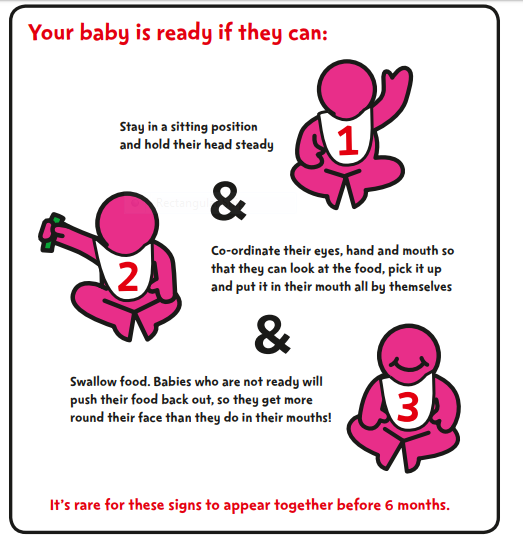 Your baby is ready if they can:
Stay in a sitting position
and hold their head steady
1
&
2
Co-ordinate their eyes, hand and mouth so
that they can look at the food, pick it up
and put it in their mouth all by themselves
&
Swallow food. Babies who are not ready will
push their food back out, so they get more
round their face than they do in their mouths!
3
It's rare for these signs to appear together before 6 months.